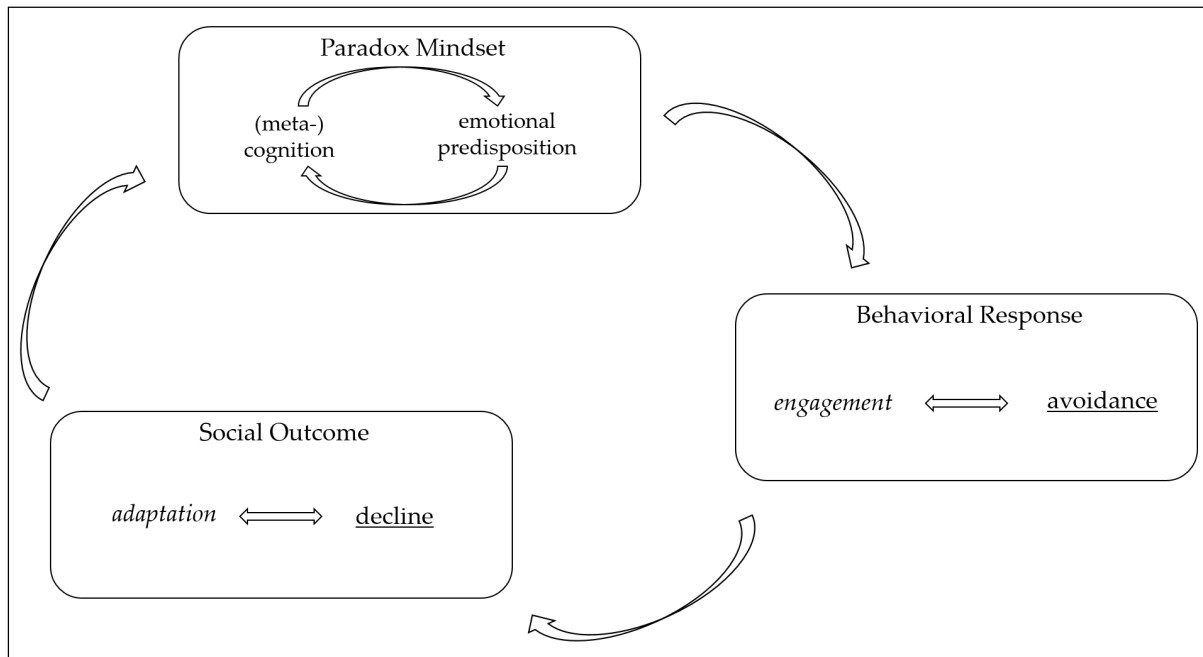 Paradox Mindset
(meta-)
cognition
emotional
predisposition
Behavioral Response
engagement
avoidance
Social Outcome
adaptation
decline